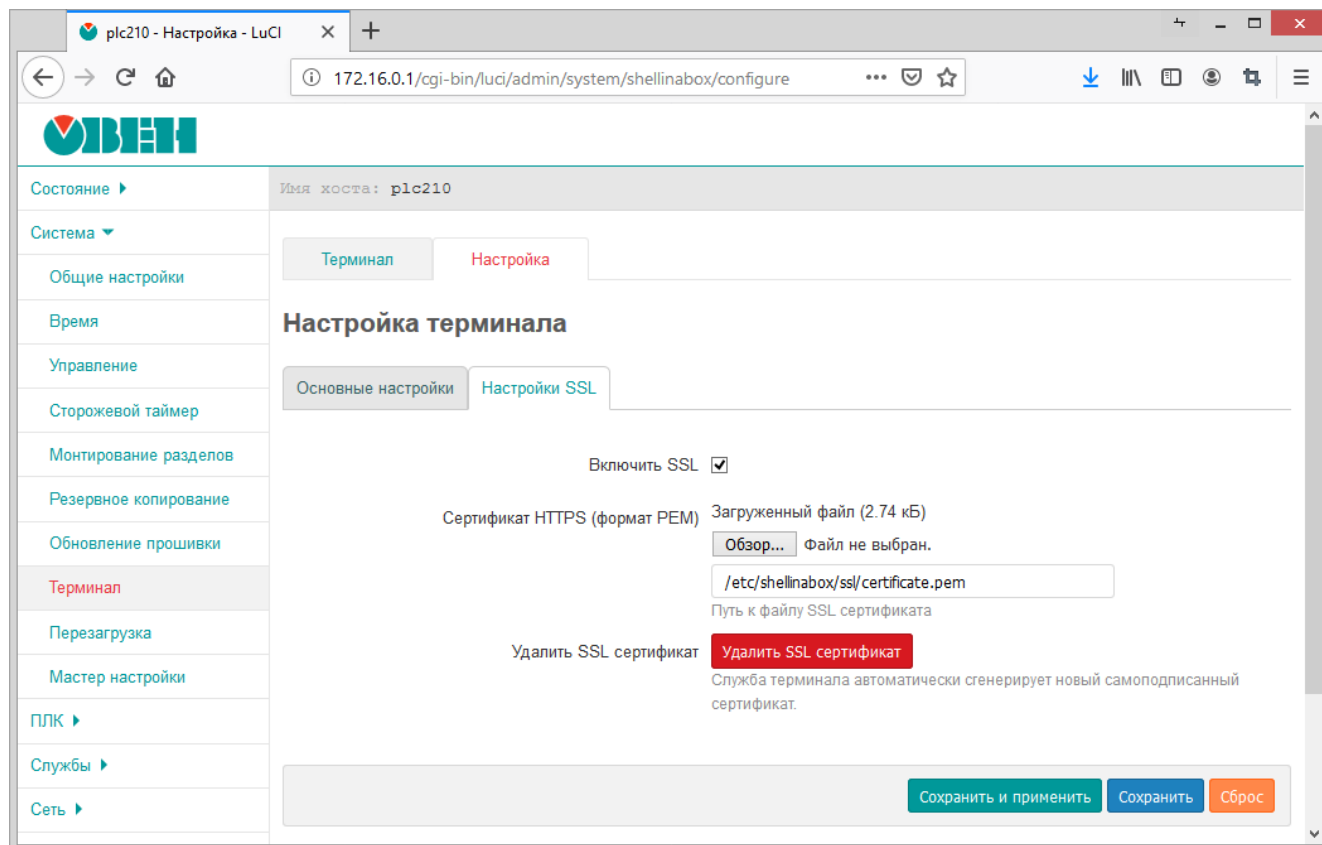 plc210 - Настройка - LuCI
172.16.0.1/cgi-bin/luci/admin/system/shellinabox/configure
ОВЕН
Состояние
Имя хоста: plc210
Система
Терминал Настройка
Общие настройки
Время
Настройка терминала
Управление
Основные настройки Настройки SSL
Сторожевой таймер
Монтирование разделов
Включить SSL
Резервное копирование
Сертификат HTTPS (формат PEM) Загруженный файл (2.74 кБ)
Обновление прошивки
Обзор... Файл не выбран.
Терминал
/etc/shellinabox/ssl/certificate.pem
Путь к файлу SSL сертификата
Перезагрузка
Удалить SSL сертификат Удалить SSL сертификат
Мастер настройки
Служба терминала автоматически сгенерирует новый самоподписанный
сертификат.
ПЛК
Службы
Сохранить и применить Сохранить Сброс
Сеть